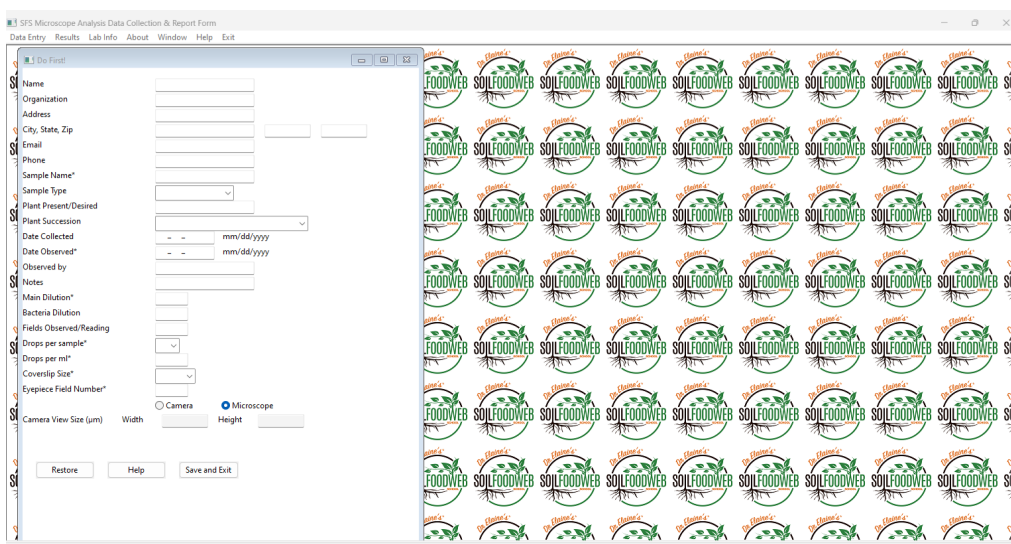 SFS Microscope Analysis Data Collection & Report Form
Data Entry Results Lab Info About Window Help Exit
Do First!
Name
Organization
Address
City, State, Zip
Email
Phone
Sample Name*
Sample Type
Plant Present/Desired
Plant Succession
Date Collected - - mm/dd/yyyy
Date Observed* - - mm/dd/yyyy
Observed by
Notes
Main Dilution*
Bacteria Dilution
Fields Observed/Reading
Drops per sample*
Drops per ml*
Coverslip Size*
Eyepiece Field Number*
Camera Microscope
Camera View Size (µm) Width Height
Restore Help Save and Exit
Dr. Elaine's
SOILFOODWEB